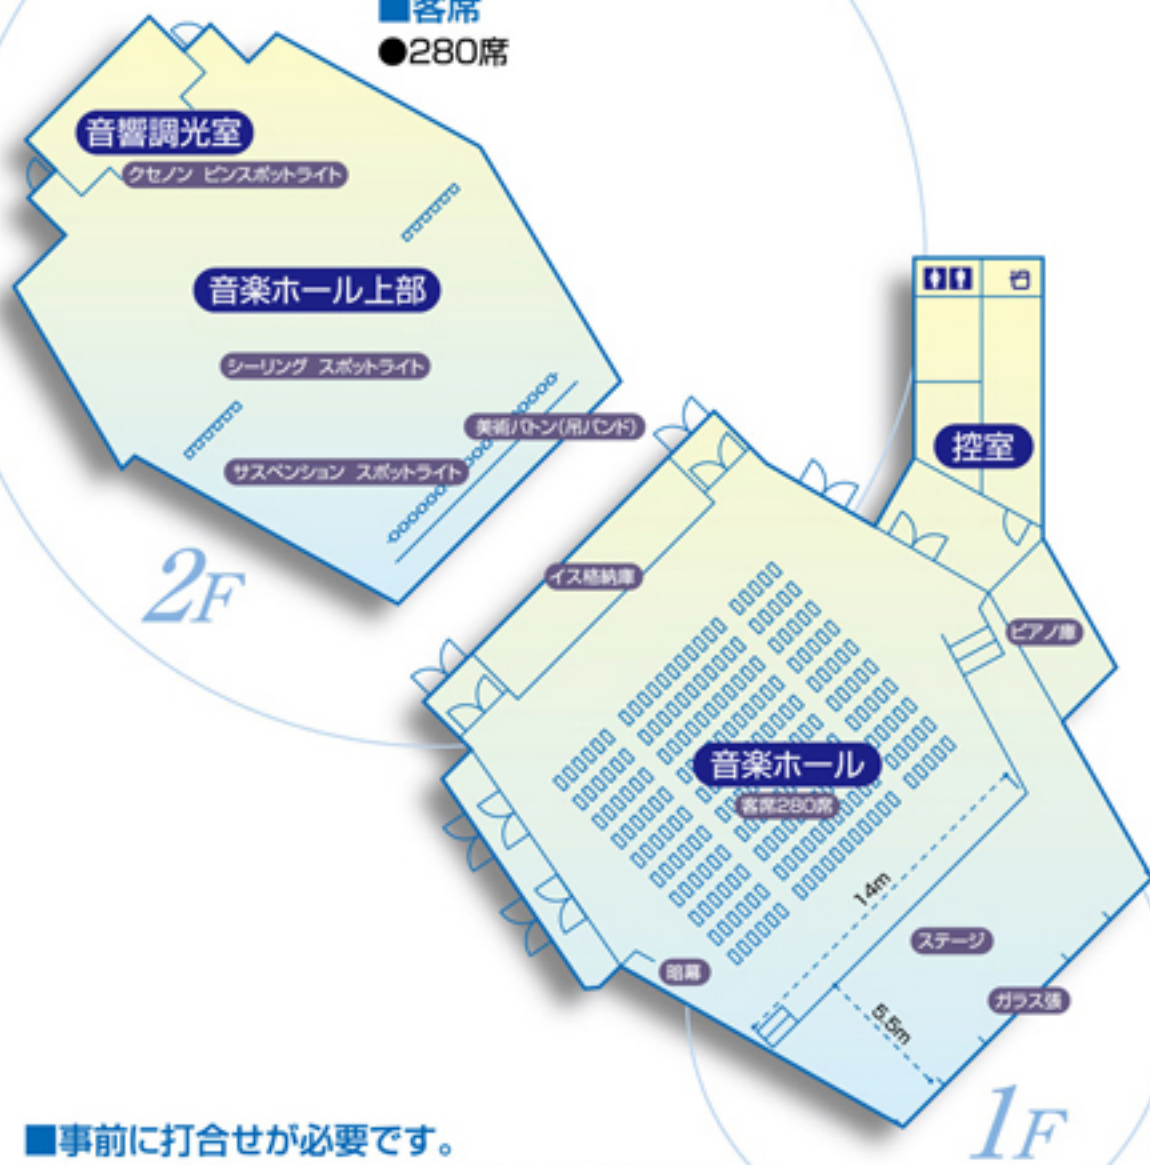 ■客席
●280席
音響調光室
クセノン ピンスポットライト
音楽ホール上部
シーリング スポットライト
美術バトン(吊バンド)
サスペンション スポットライト
2F
控室
イス格納庫
ピアノ庫
音楽ホール
客席280席
14m
ステージ
暗幕
ガラス張
5.5m
1F
■事前に打合せが必要です。